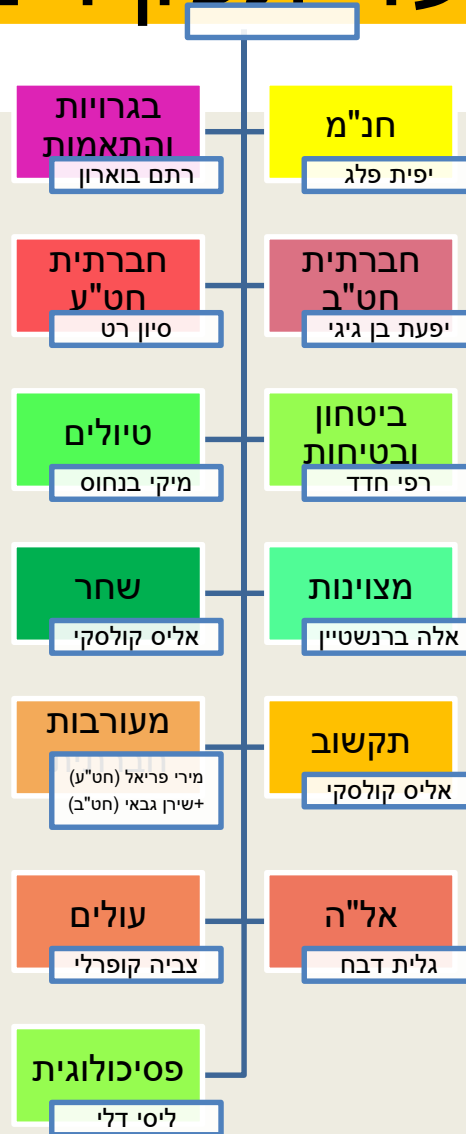 חנ"מ
יפית פלג
בגרויות
והתאמות
רתם בוארון
חברתית
חט"ב
יפעת בן גיגי
חברתית
חט"ע
סיון רט
ביטחון
ובטיחות
רפי חדד
טיולים
מיקי בנחוס
מצוינות
אלה ברנשטיין
שחר
אליס קולסקי
תקשוב
אליס קולסקי
מעורבות
חברתית
מירי פריאל (חט"ע)
+שירן גבאי (חט"ב)
אל"ה
גלית דבח
עולים
צביה קופרלי
פסיכולוגית
ליסי דלי